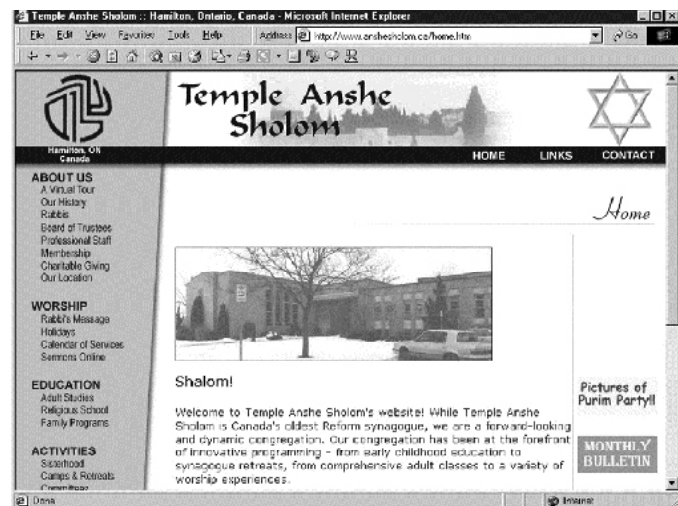 Temple Anshe Sholom :: Hamilton, Ontario, Canada - Microsoft Internet Explorer
File Edit View Favorites Tools Help Address http://www.anshesholom.ca/home.htm Go
Temple Anshe
Sholom
Hamilton, ON
Canada
HOME LINKS CONTACT
Home
ABOUT US
A Virtual Tour
Our History
Rabbis
Board of Trustees
Professional Staff
Membership
Charitable Giving
Our Location
WORSHIP
Rabbi's Message
Holidays
Calendar of Services
Sermons Online
EDUCATION
Adult Studies
Religious School
Family Programs
ACTIVITIES
Sisterhood
Camps & Retreats
Committees
Shalom!
Welcome to Temple Anshe Sholom's website! While Temple Anshe
Sholom is Canada's oldest Reform synagogue, we are a forward-looking
and dynamic congregation. Our congregation has been at the forefront
of innovative programming - from early childhood education to
synagogue retreats, from comprehensive adult classes to a variety of
worship experiences.
Pictures of
Purim Party!!
MONTHLY
BULLETIN
Done Internet